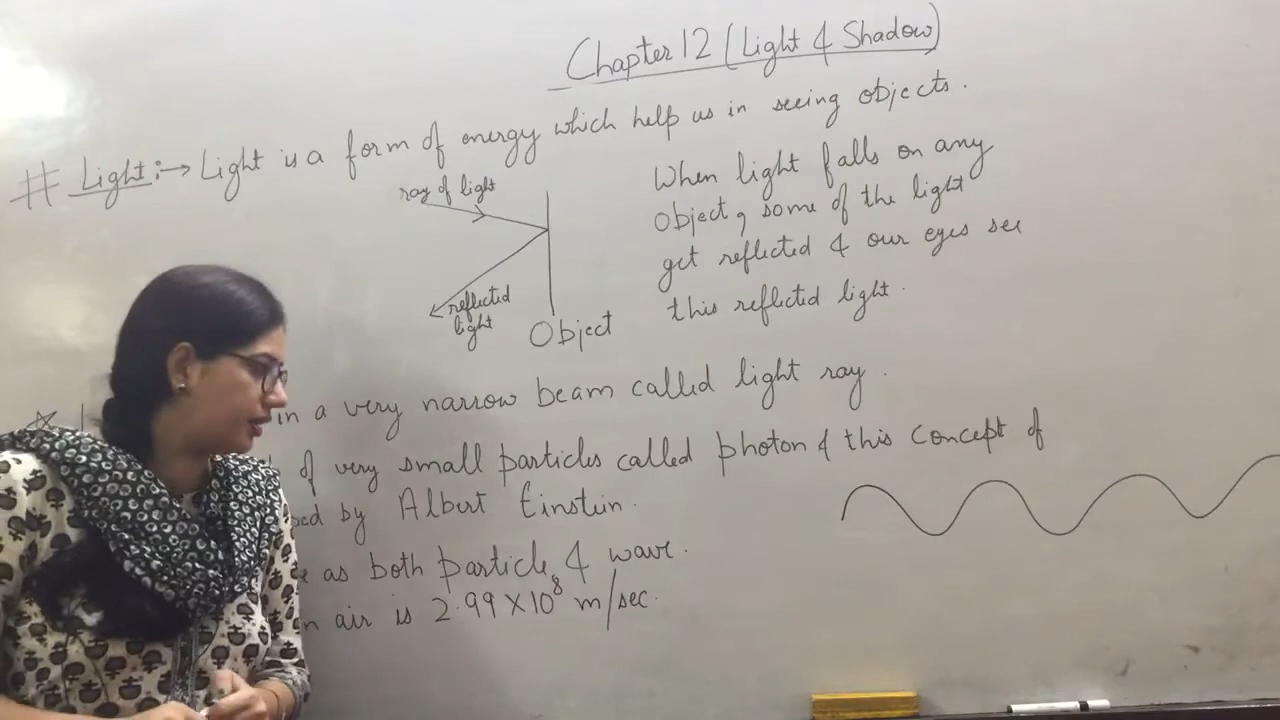 Chapter 12 (Light & Shadow)
# Light :→ Light is a form of energy which help us in seeing objects.
ray of light
reflected
light
Object
When light falls on any
object, some of the light
get reflected & our eyes see
this reflected light.
in a very narrow beam called light ray.
of very small particles called photon & this concept of
by Albert Einstein.
as both particle & wave.
air is 2.99 X 10⁸ m/sec.